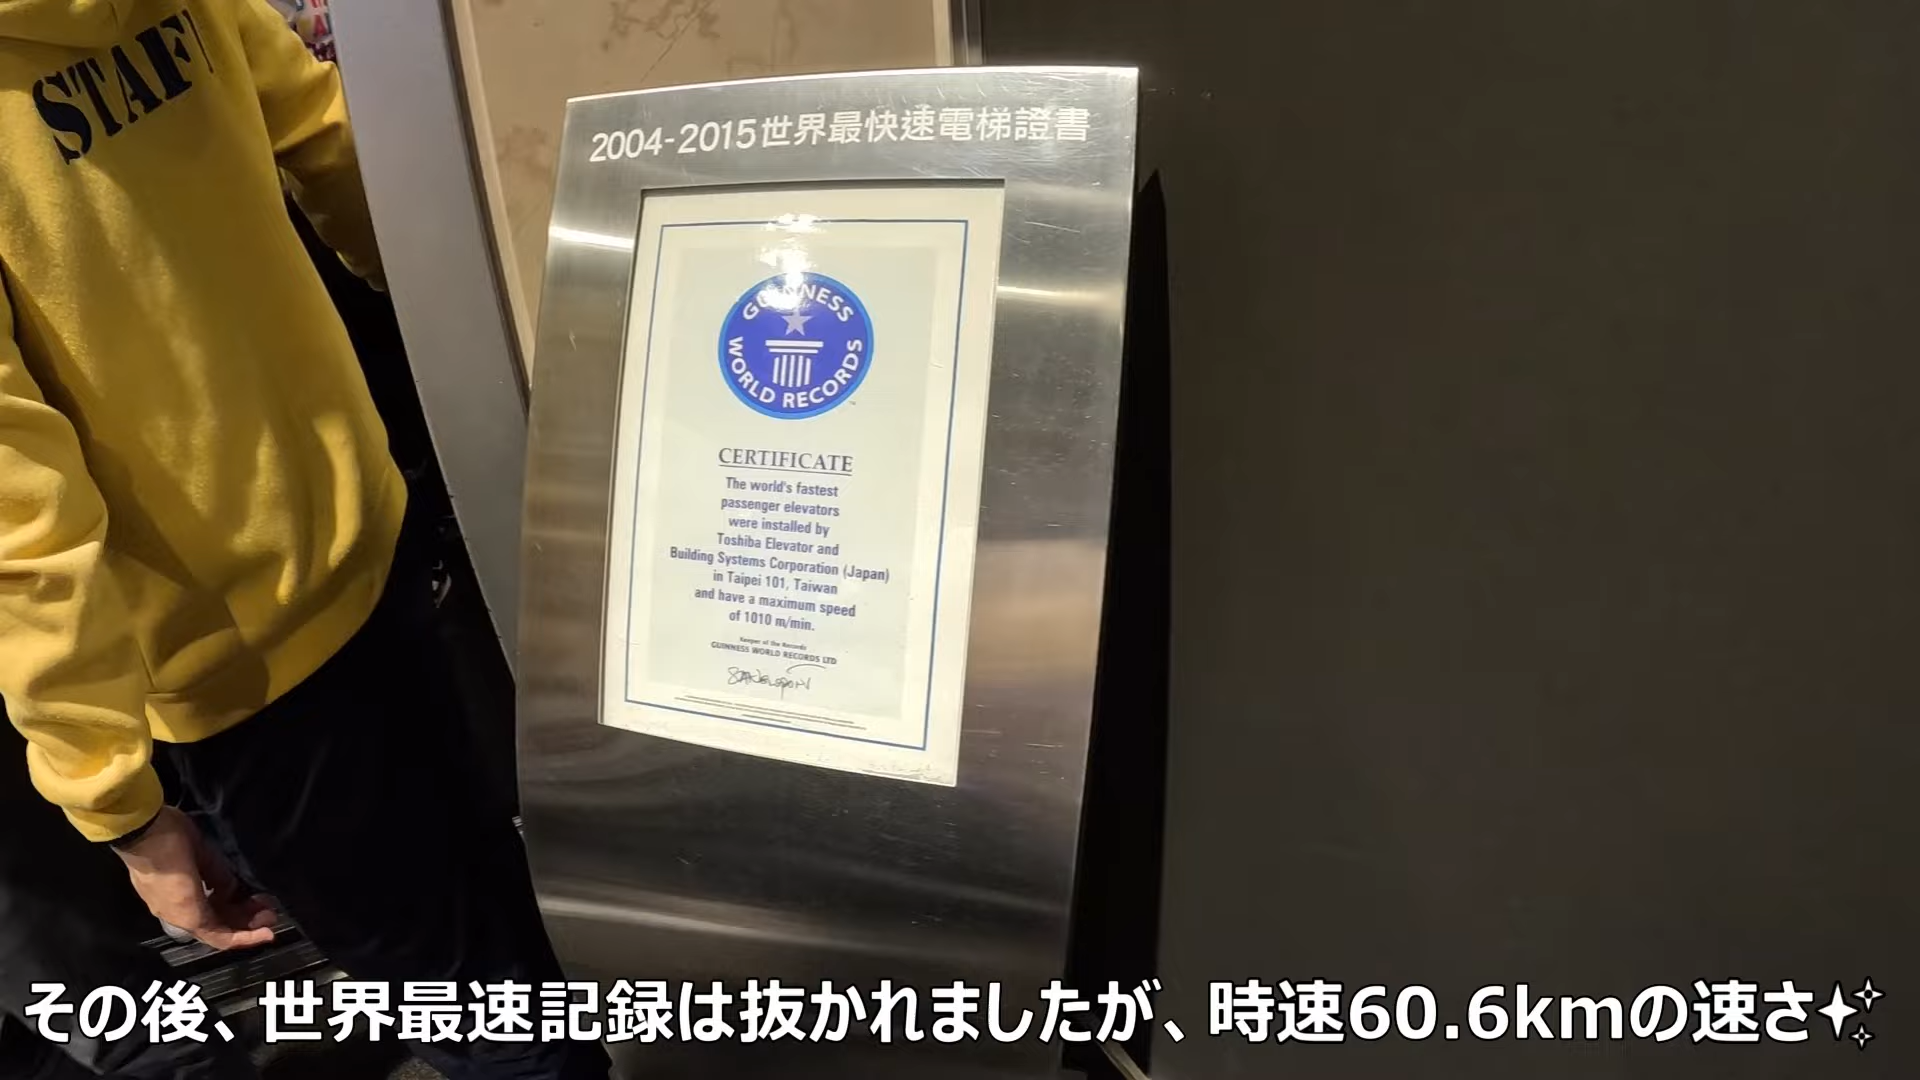 STAFF
2004-2015世界最快速電梯證書
GUINNESS
WORLD RECORDS
CERTIFICATE
The world's fastest
passenger elevators
were installed by
Toshiba Elevator and
Building Systems Corporation (Japan)
in Taipei 101, Taiwan
and have a maximum speed
of 1010 m/min.
Keeper of the Records
GUINNESS WORLD RECORDS LTD
その後、世界最速記録は抜かれましたが、時速60.6kmの速さ✨